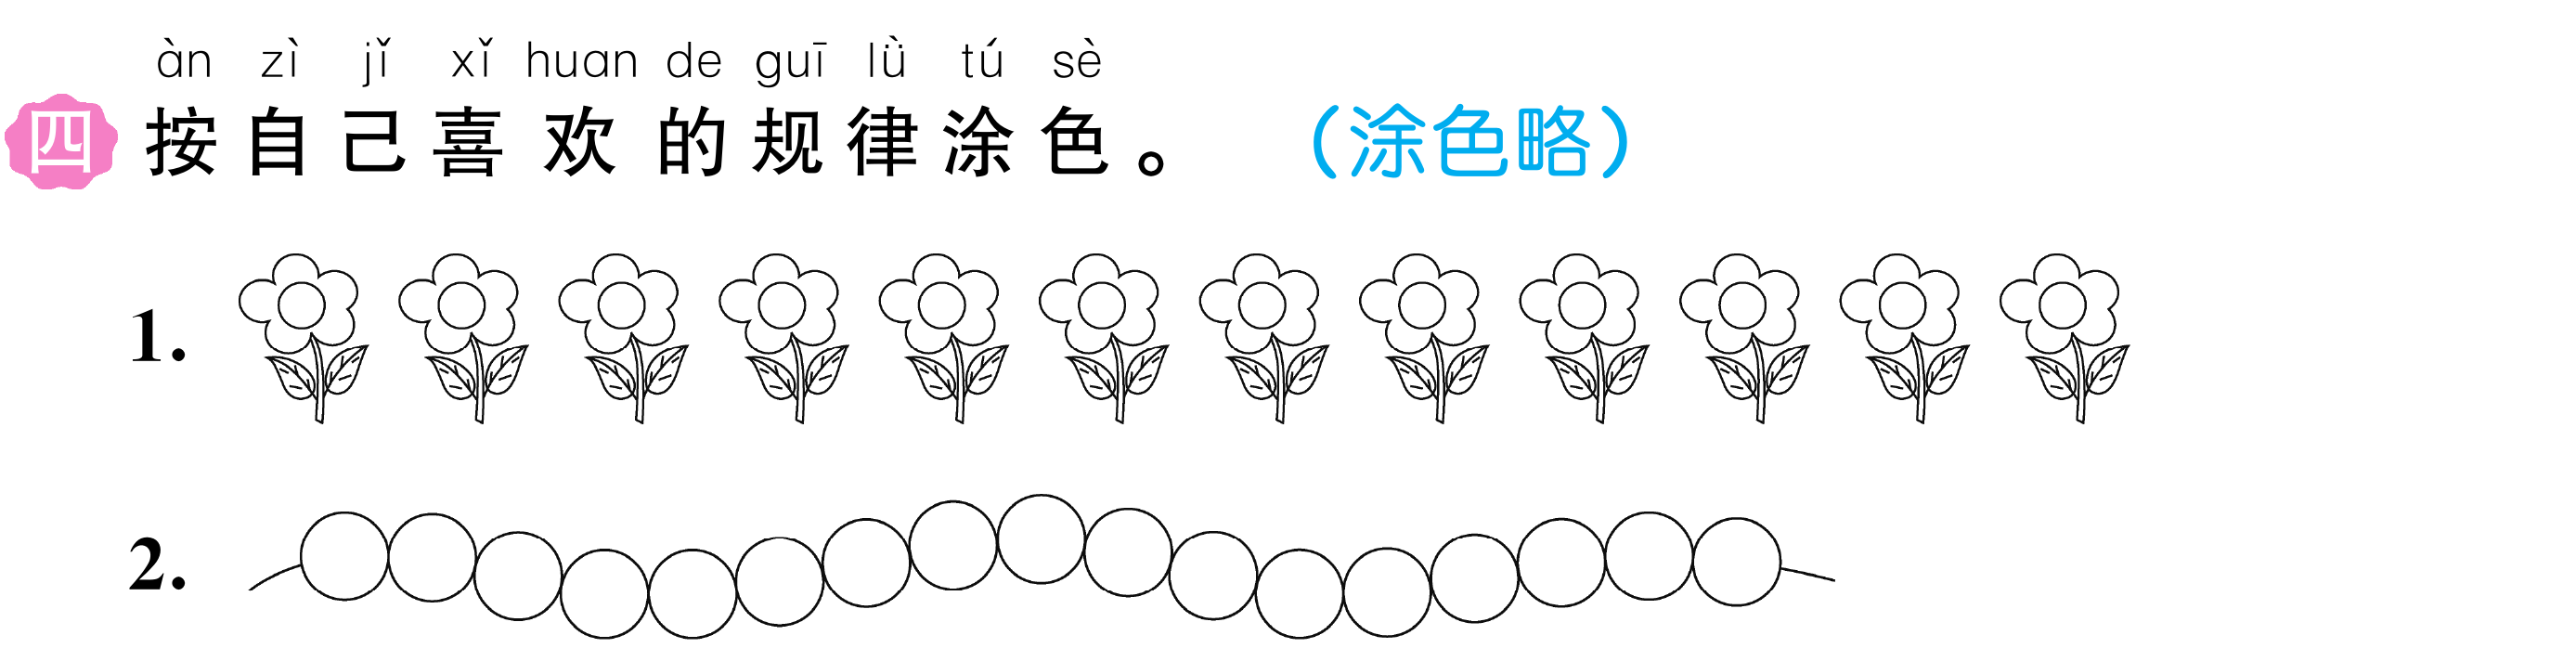 àn zì jǐ xǐ huan de guī lǜ tú sè
四 按自己喜欢的规律涂色。 (涂色略)
1.
2.